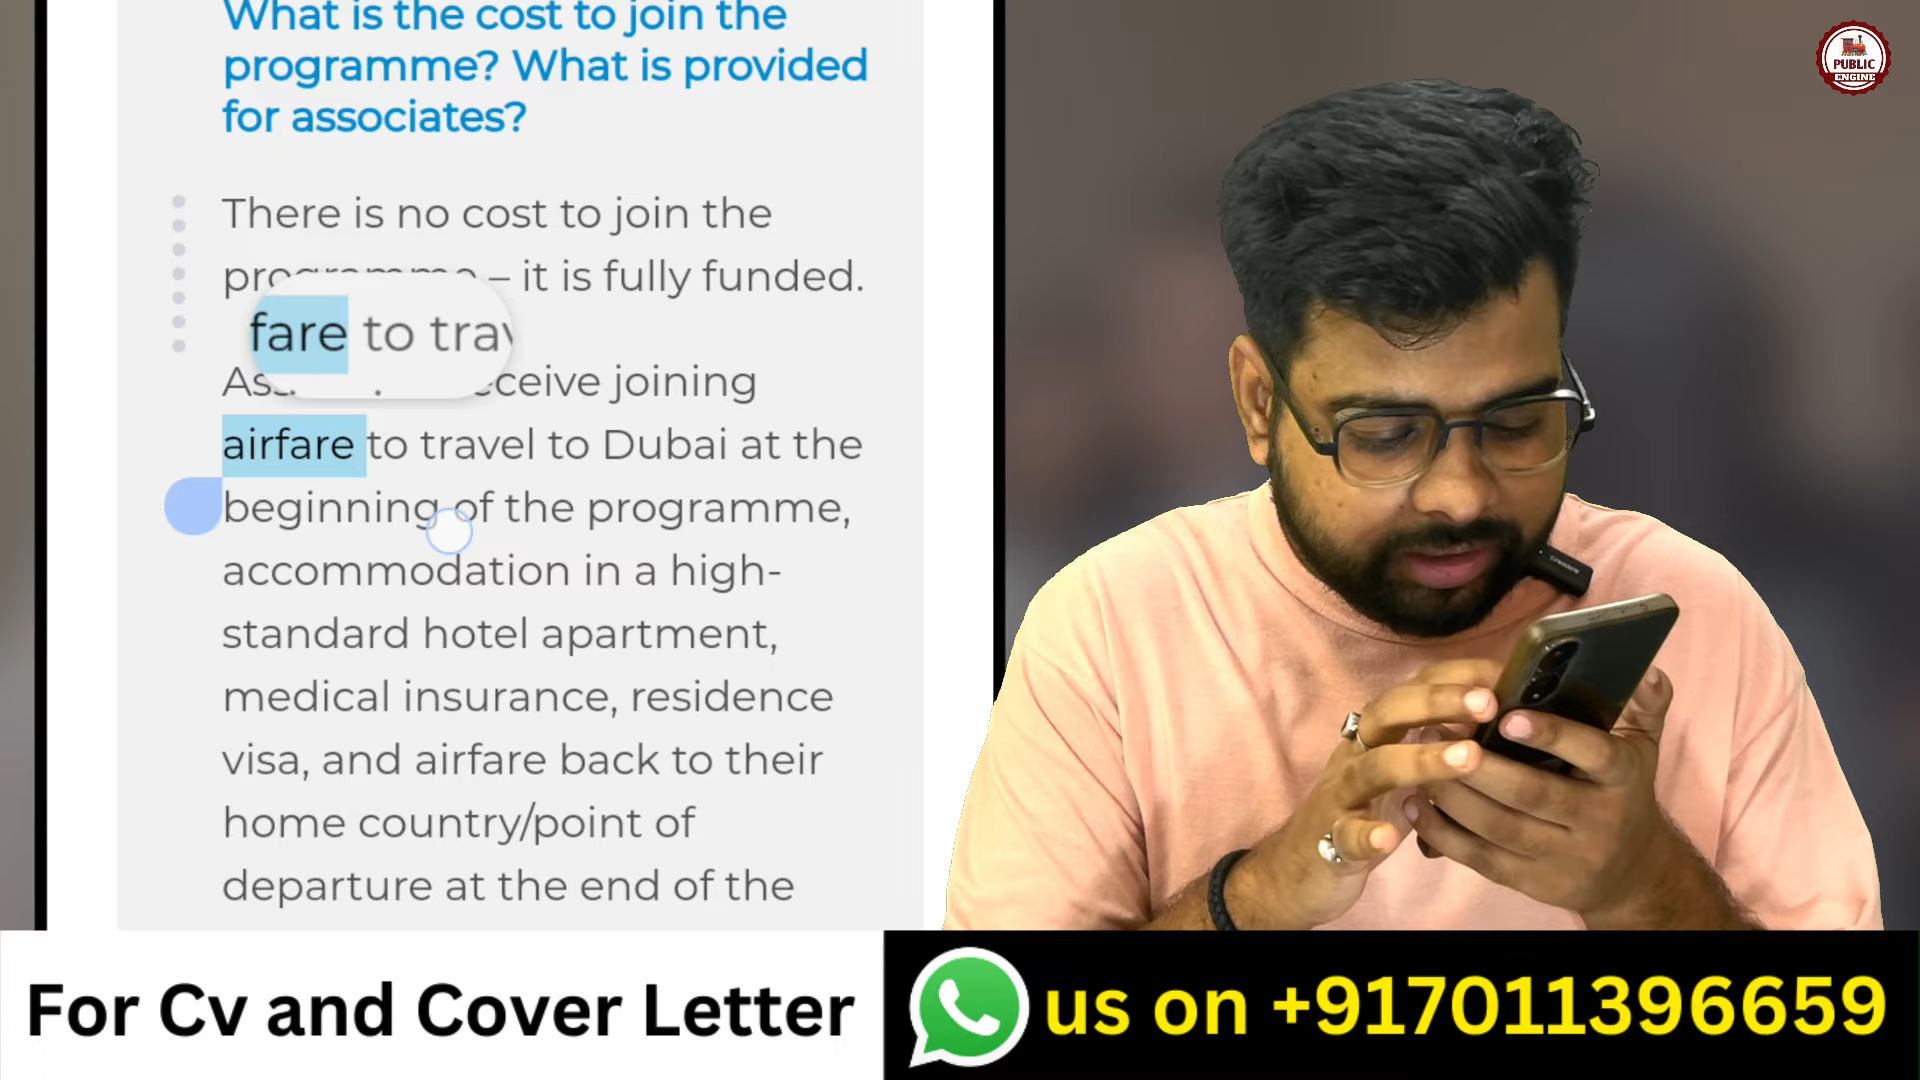 What is the cost to join the
programme? What is provided
for associates?
There is no cost to join the
– it is fully funded.
fare to
receive joining
airfare to travel to Dubai at the
beginning of the programme,
accommodation in a high-
standard hotel apartment,
medical insurance, residence
visa, and airfare back to their
home country/point of
departure at the end of the
PUBLIC
ENGINE
For Cv and Cover Letter
us on +917011396659